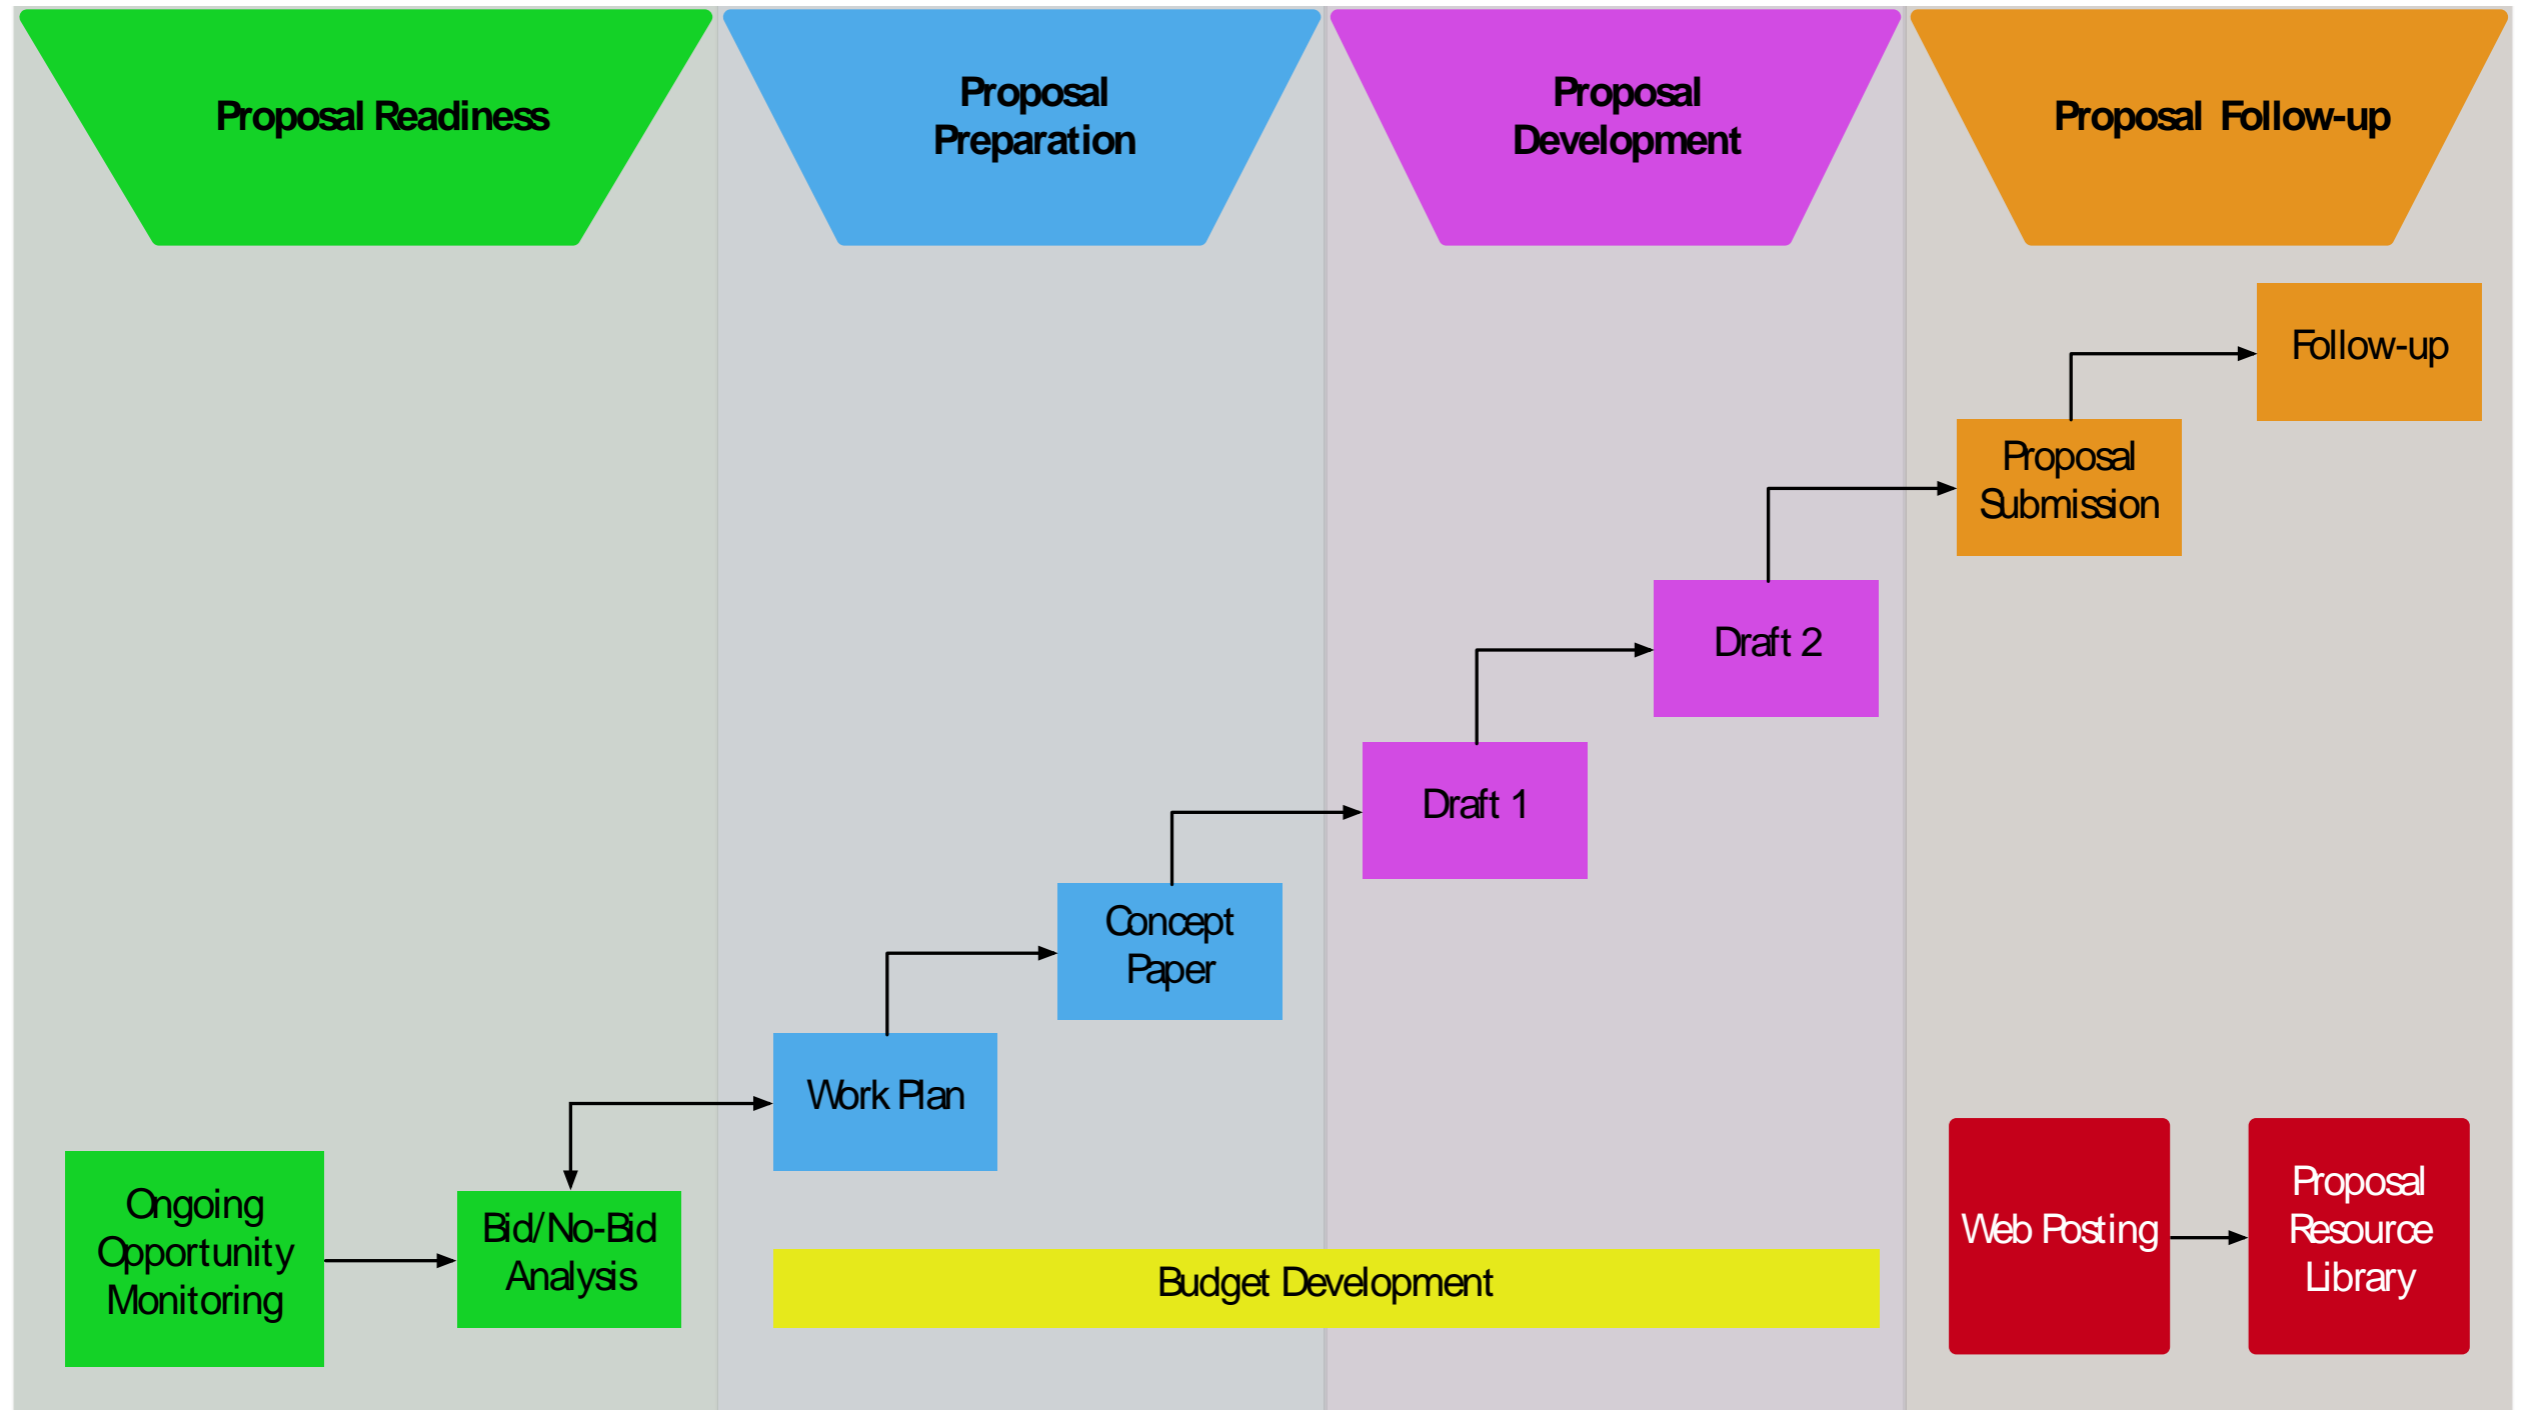 Proposal Readiness
Proposal
Preparation
Proposal
Development
Proposal Follow-up
Follow-up
Proposal
Submission
Draft 2
Draft 1
Concept
Paper
Work Plan
Ongoing
Opportunity
Monitoring
Bid/No-Bid
Analysis
Budget Development
Web Posting
Proposal
Resource
Library